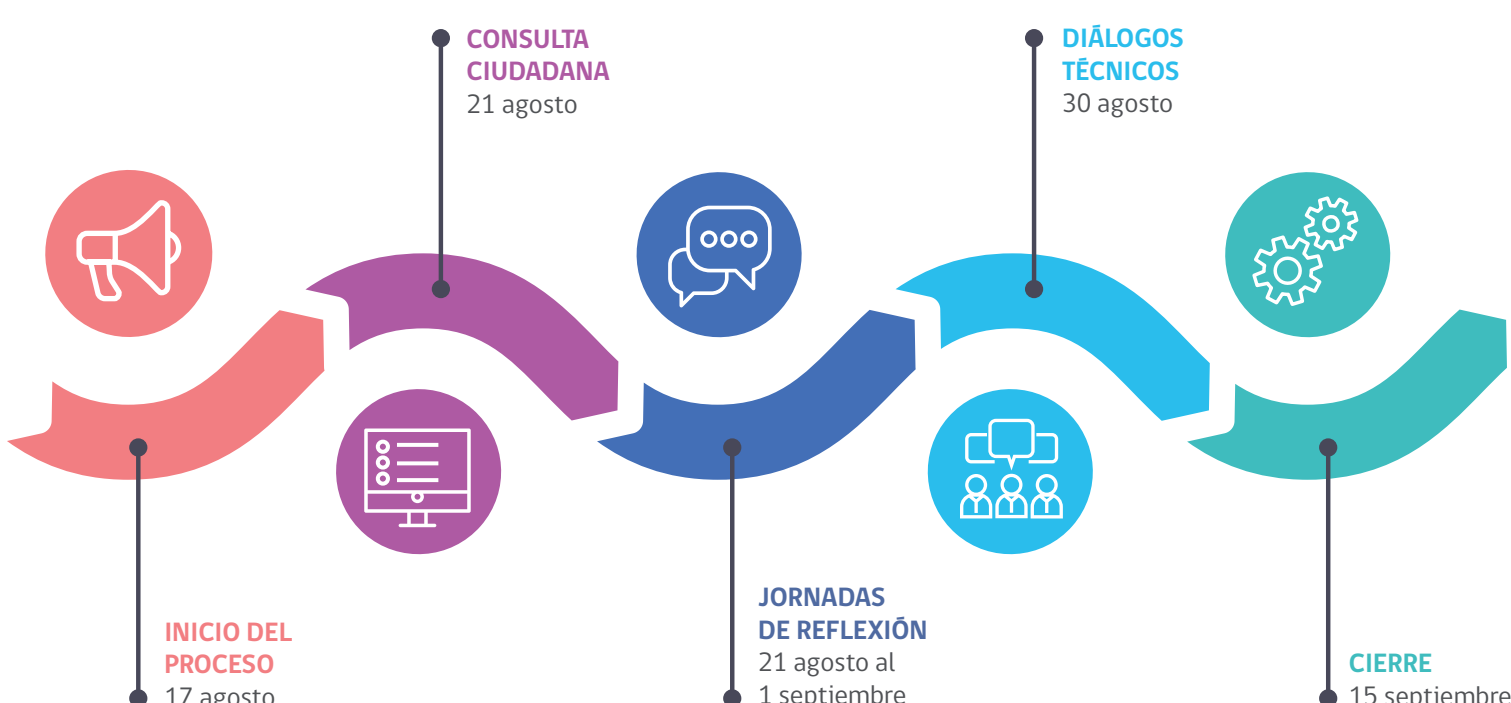 INICIO DEL
PROCESO
17 agosto
CONSULTA
CIUDADANA
21 agosto
JORNADAS
DE REFLEXIÓN
21 agosto al
1 septiembre
DIÁLOGOS
TÉCNICOS
30 agosto
CIERRE
15 septiembre